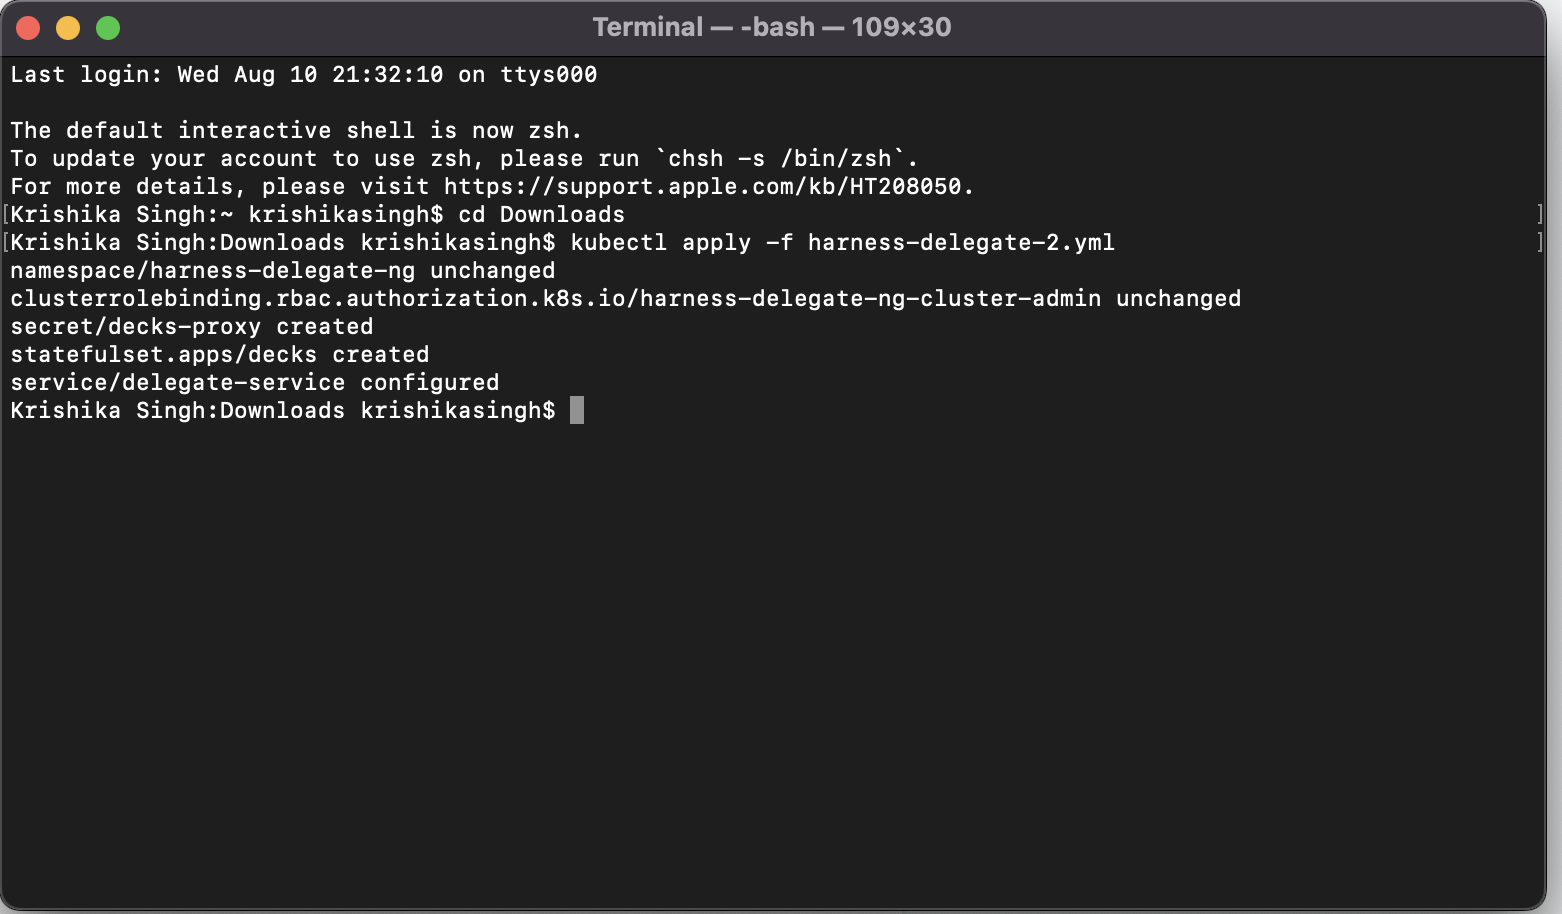 Terminal — -bash — 109×30
Last login: Wed Aug 10 21:32:10 on ttys000
The default interactive shell is now zsh.
To update your account to use zsh, please run `chsh -s /bin/zsh`.
For more details, please visit https://support.apple.com/kb/HT208050.
[Krishika Singh:~ krishikasingh$ cd Downloads ]
[Krishika Singh:Downloads krishikasingh$ kubectl apply -f harness-delegate-2.yml ]
namespace/harness-delegate-ng unchanged
clusterrolebinding.rbac.authorization.k8s.io/harness-delegate-ng-cluster-admin unchanged
secret/decks-proxy created
statefulset.apps/decks created
service/delegate-service configured
Krishika Singh:Downloads krishikasingh$